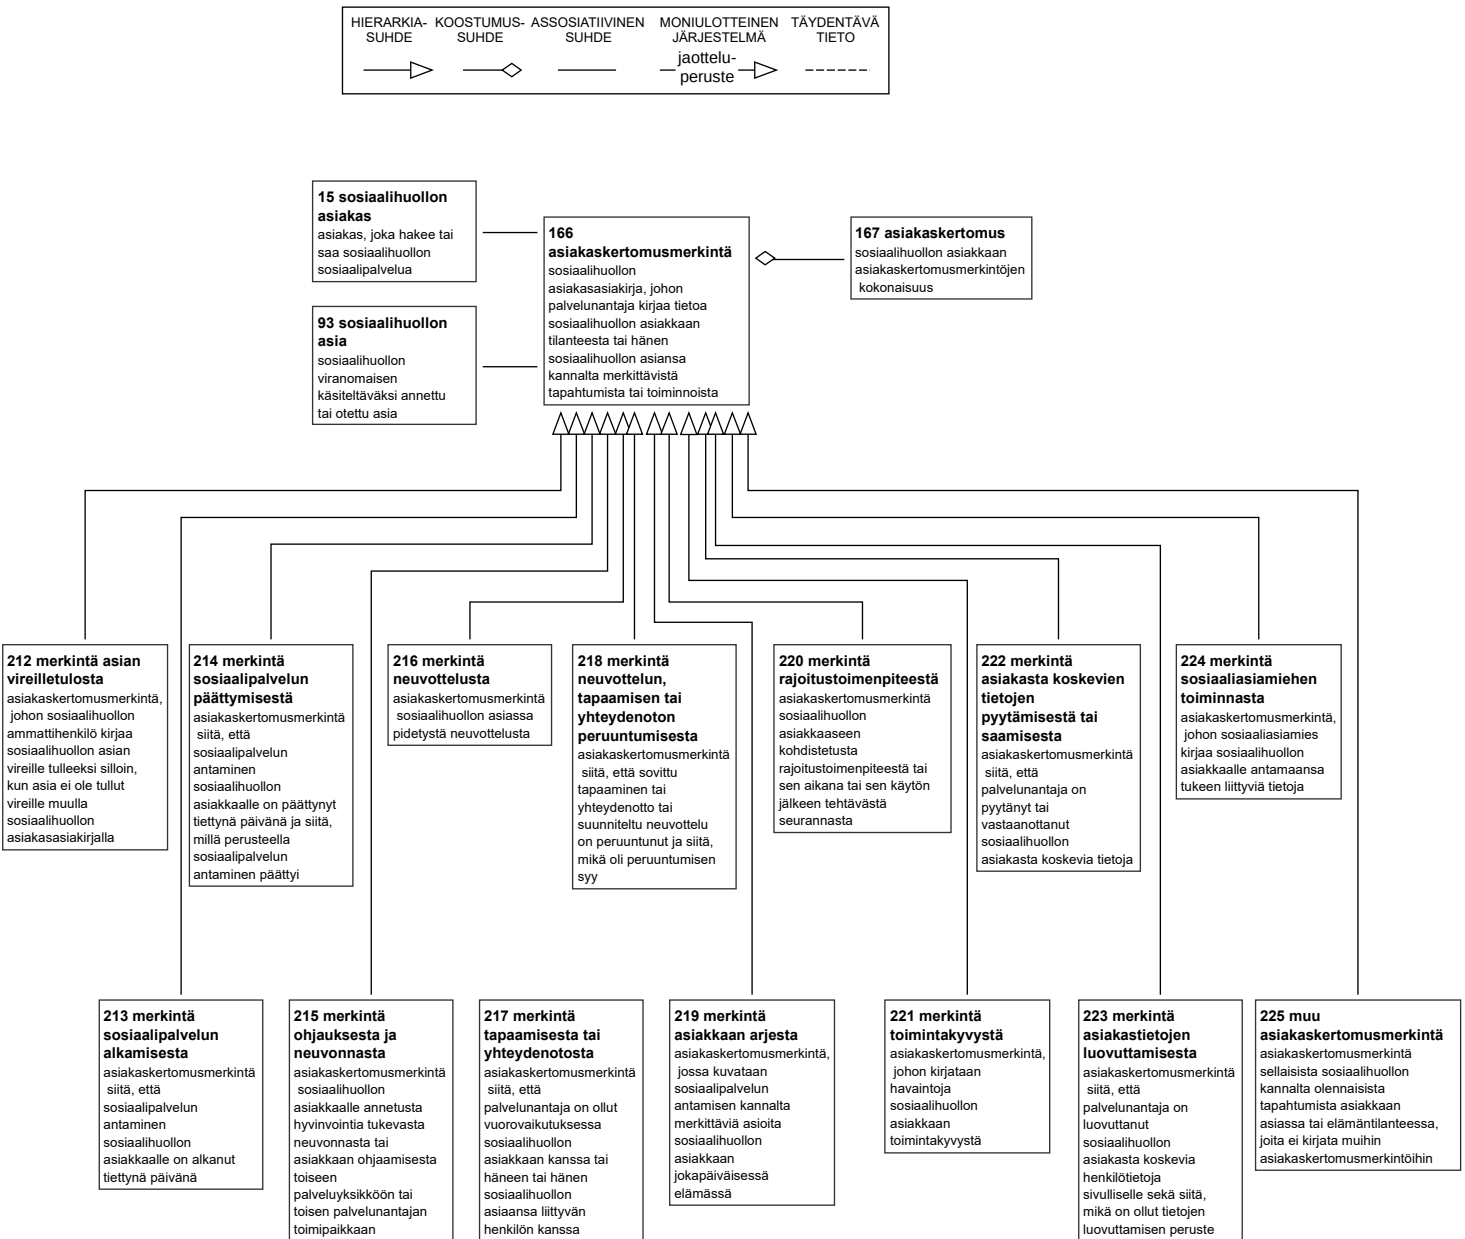 HIERARKIA-
SUHDE
KOOSTUMUS-
SUHDE
ASSOSIATIIVINEN
SUHDE
MONIULOTTEINEN
JÄRJESTELMÄ
TÄYDENTÄVÄ
TIETO
jaottelu-
peruste
15 sosiaalihuollon
asiakas
asiakas, joka hakee tai
saa sosiaalihuollon
sosiaalipalvelua
93 sosiaalihuollon
asia
sosiaalihuollon
viranomaisen
käsiteltäväksi annettu
tai otettu asia
166
asiakaskertomusmerkintä
sosiaalihuollon
asiakasasiakirja, johon
palvelunantaja kirjaa tietoa
sosiaalihuollon asiakkaan
tilanteesta tai hänen
sosiaalihuollon asiansa
kannalta merkittävistä
tapahtumista tai toiminnoista
167 asiakaskertomus
sosiaalihuollon asiakkaan
asiakaskertomusmerkintöjen
kokonaisuus
212 merkintä asian
vireilletulosta
asiakaskertomusmerkintä,
johon sosiaalihuollon
ammattihenkilö kirjaa
sosiaalihuollon asian
vireille tulleeksi silloin,
kun asia ei ole tullut
vireille muulla
sosiaalihuollon
asiakasasiakirjalla
214 merkintä
sosiaalipalvelun
päättymisestä
asiakaskertomusmerkintä
siitä, että
sosiaalipalvelun
antaminen
sosiaalihuollon
asiakkaalle on päättynyt
tiettynä päivänä ja siitä,
millä perusteella
sosiaalipalvelun
antaminen päättyi
216 merkintä
neuvottelusta
asiakaskertomusmerkintä
sosiaalihuollon asiassa
pidetystä neuvottelusta
218 merkintä
neuvottelun,
tapaamisen tai
yhteydenoton
peruuntumisesta
asiakaskertomusmerkintä
siitä, että sovittu
tapaaminen tai
yhteydenotto tai
suunniteltu neuvottelu
on peruuntunut ja siitä,
mikä oli peruuntumisen
syy
220 merkintä
rajoitustoimenpiteestä
asiakaskertomusmerkintä
sosiaalihuollon
asiakkaaseen
kohdistetusta
rajoitustoimenpiteestä tai
sen aikana tai sen käytön
jälkeen tehtävästä
seurannasta
222 merkintä
asiakasta koskevien
tietojen
pyytämisestä tai
saamisesta
asiakaskertomusmerkintä
siitä, että
palvelunantaja on
pyytänyt tai
vastaanottanut
sosiaalihuollon
asiakasta koskevia tietoja
224 merkintä
sosiaaliasiamiehen
toiminnasta
asiakaskertomusmerkintä,
johon sosiaaliasiamies
kirjaa sosiaalihuollon
asiakkaalle antamaansa
tukeen liittyviä tietoja
213 merkintä
sosiaalipalvelun
alkamisesta
asiakaskertomusmerkintä
siitä, että
sosiaalipalvelun
antaminen
sosiaalihuollon
asiakkaalle on alkanut
tiettynä päivänä
215 merkintä
ohjauksesta ja
neuvonnasta
asiakaskertomusmerkintä
sosiaalihuollon
asiakkaalle annetusta
hyvinvointia tukevasta
neuvonnasta tai
asiakkaan ohjaamisesta
toiseen
palveluyksikköön tai
toisen palvelunantajan
toimipaikkaan
217 merkintä
tapaamisesta tai
yhteydenotosta
asiakaskertomusmerkintä
siitä, että
palvelunantaja on ollut
vuorovaikutuksessa
sosiaalihuollon
asiakkaan kanssa tai
häneen tai hänen
sosiaalihuollon
asiaansa liittyvän
henkilön kanssa
219 merkintä
asiakkaan arjesta
asiakaskertomusmerkintä,
jossa kuvataan
sosiaalipalvelun
antamisen kannalta
merkittäviä asioita
sosiaalihuollon
asiakkaan
jokapäiväisessä
elämässä
221 merkintä
toimintakyvystä
asiakaskertomusmerkintä,
johon kirjataan
havaintoja
sosiaalihuollon
asiakkaan
toimintakyvystä
223 merkintä
asiakastietojen
luovuttamisesta
asiakaskertomusmerkintä
siitä, että
palvelunantaja on
luovuttanut
sosiaalihuollon
asiakasta koskevia
henkilötietoja
sivulliselle sekä siitä,
mikä on ollut tietojen
luovuttamisen peruste
225 muu
asiakaskertomusmerkintä
asiakaskertomusmerkintä
sellaisista sosiaalihuollon
kannalta olennaisista
tapahtumista asiakkaan
asiassa tai elämäntilanteessa,
joita ei kirjata muihin
asiakaskertomusmerkintöihin